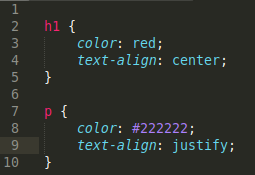 1
2 h1 {
3     color: red;
4     text-align: center;
5 }
6
7 p {
8     color: #222222;
9     text-align: justify;
10 }